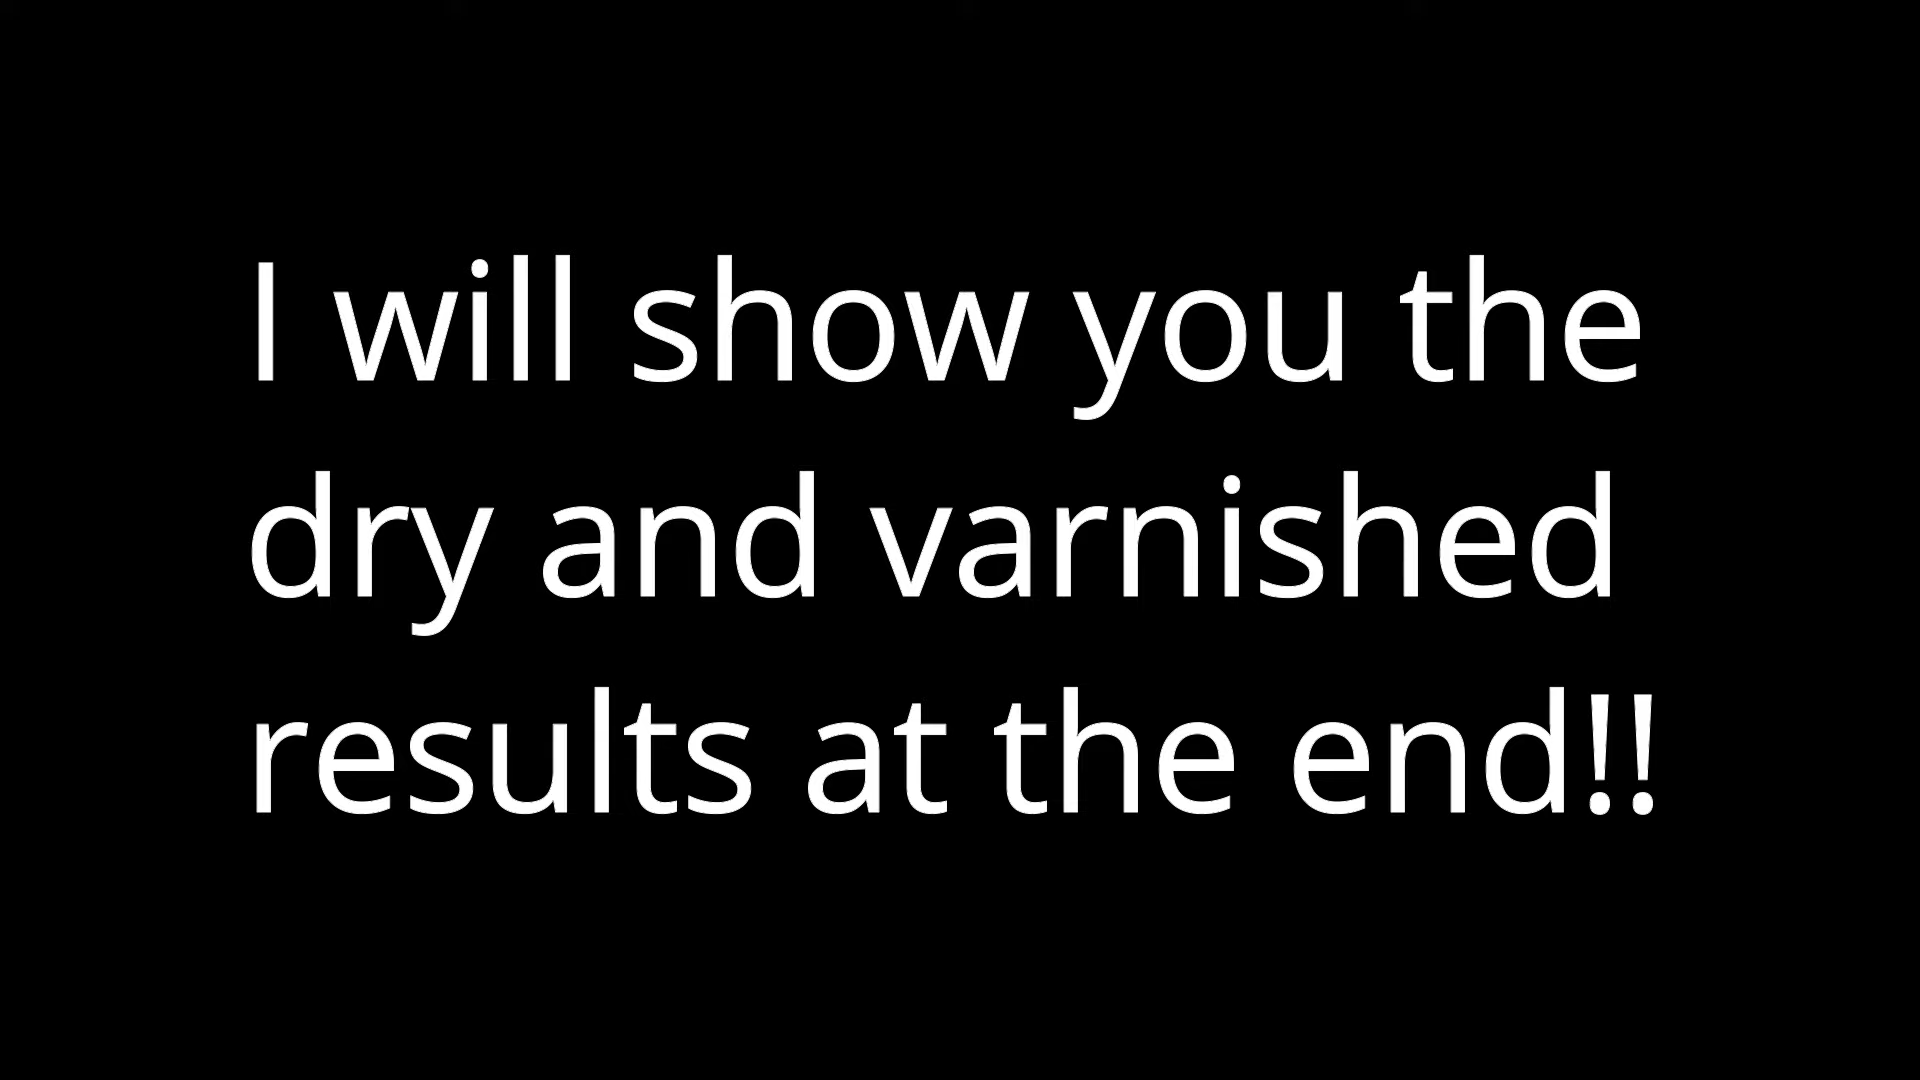 I will show you the
dry and varnished
results at the end!!